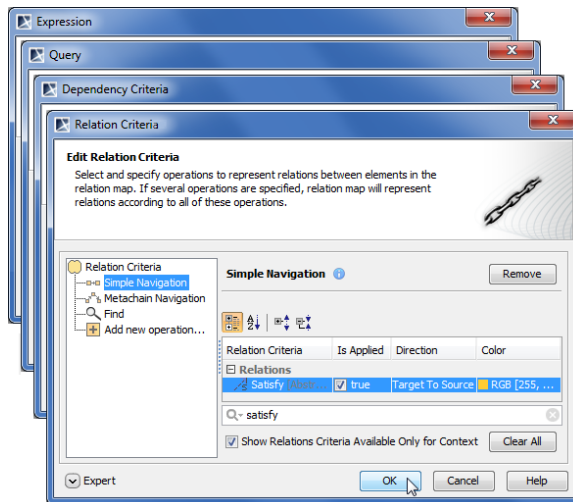 Expression
Query
Dependency Criteria
Relation Criteria
Edit Relation Criteria
Select and specify operations to represent relations between elements in the
relation map. If several operations are specified, relation map will represent
relations according to all of these operations.
Relation Criteria
Simple Navigation
Metachain Navigation
Find
Add new operation...
Simple Navigation
Remove
Relation Criteria Is Applied Direction Color
Relations
Satisfy [Abstr... true Target To Source RGB [255, ...
satisfy
Show Relations Criteria Available Only for Context Clear All
Expert OK Cancel Help